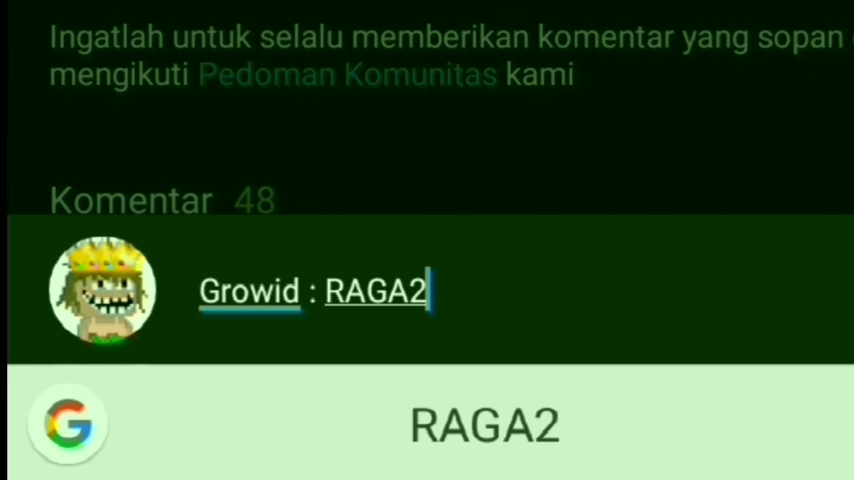 Ingatlah untuk selalu memberikan komentar yang sopan
mengikuti Pedoman Komunitas kami
Komentar 48
Growid : RAGA2
G RAGA2